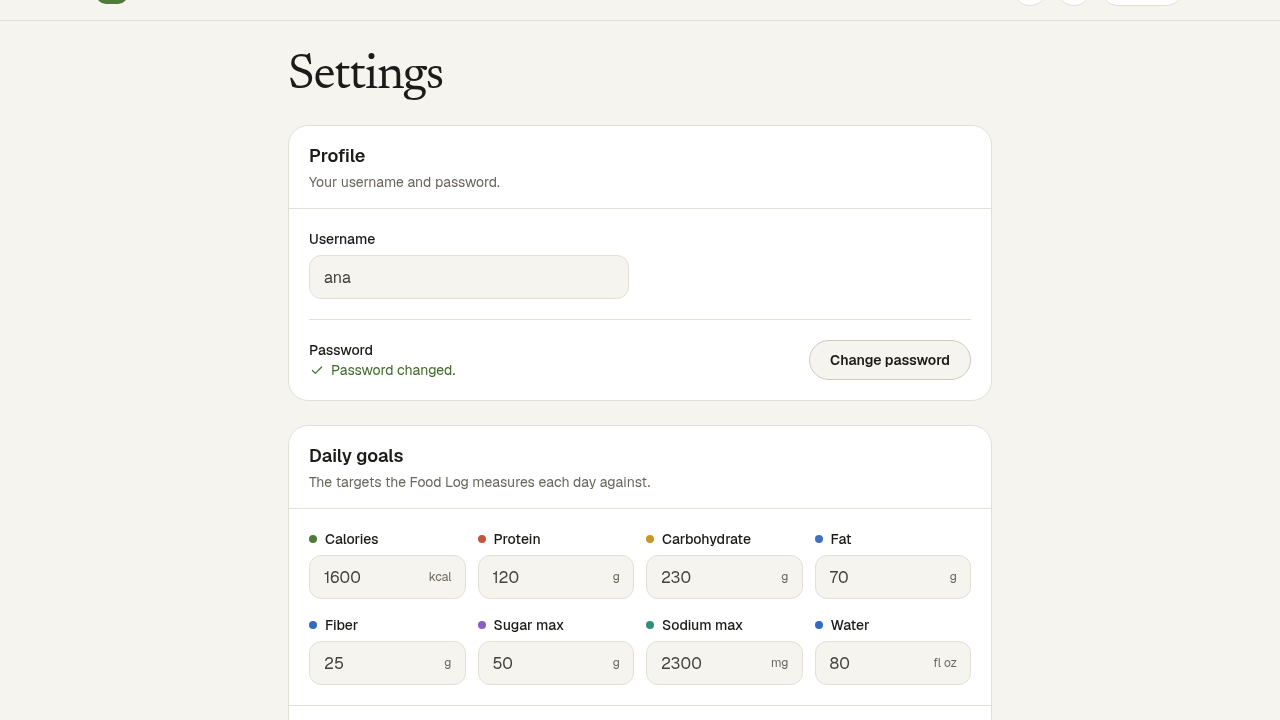 Settings
Profile
Your username and password.
Username
ana
Password
Password changed.
Change password
Daily goals
The targets the Food Log measures each day against.
Calories Protein Carbohydrate Fat
1600 kcal 120 g 230 g 70 g
Fiber Sugar max Sodium max Water
25 g 50 g 2300 mg 80 fl oz